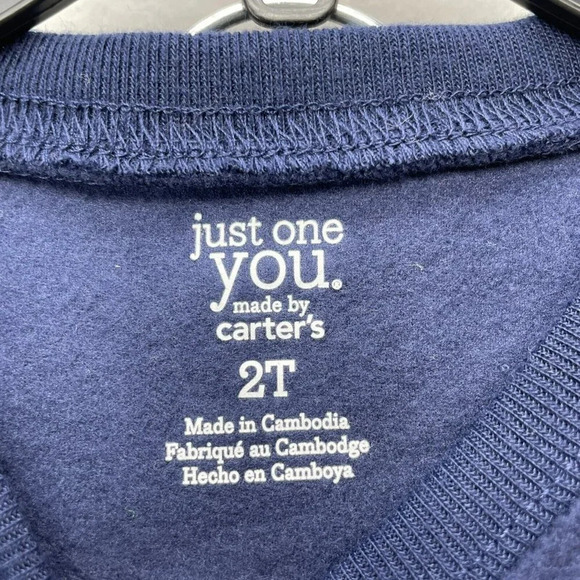 just one
you.®
made by
carter's
2T
Made in Cambodia
Fabriqué au Cambodge
Hecho en Camboya